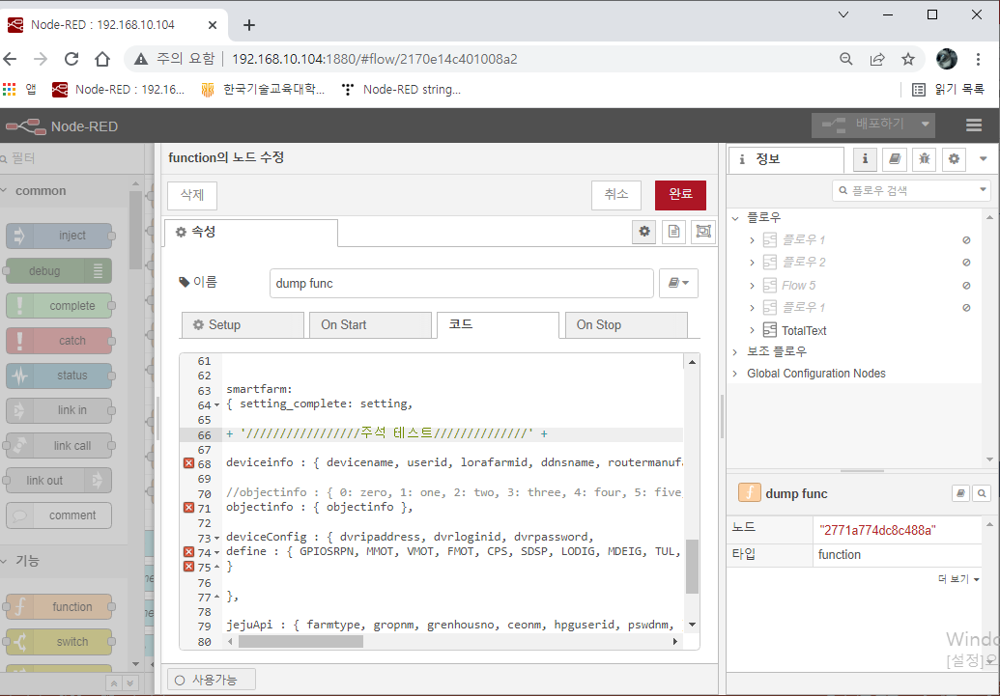 Node-RED : 192.168.10.104
주의 요함
192.168.10.104:1880/#flow/2170e14c401008a2
앱
Node-RED : 192.16...
한국기술교육대학...
Node-RED string...
읽기 목록
Node-RED
배포하기
필터
common
inject
debug
complete
catch
status
link in
link call
link out
comment
기능
function
switch
function의 노드 수정
삭제
취소
완료
속성
이름
dump func
Setup
On Start
코드
On Stop
61
62
63 smartfarm:
64 { setting_complete: setting,
65
66 + '/////////////////주석 테스트//////////////' +
67
68 deviceinfo : { devicename, userid, lorafarmid, ddnsname, routermanufa
69
70 //objectinfo : { 0: zero, 1: one, 2: two, 3: three, 4: four, 5: five,
71 objectinfo : { objectinfo },
72
73 deviceConfig : { dvripaddress, dvrloginid, dvrpassword,
74 define : { GPIOSRPN, MMOT, VMOT, FMOT, CPS, SDSP, LODIG, MDEIG, TUL,
75 }
76
77 },
78
79 jejuApi : { farmtype, gropnm, grenhousno, ceonm, hpguserid, pswdnm,
80
사용가능
정보
플로우 검색
플로우
플로우 1
플로우 2
Flow 5
플로우 1
TotalText
보조 플로우
Global Configuration Nodes
dump func
노드 "2771a774dc8c488a"
타입 function
더 보기